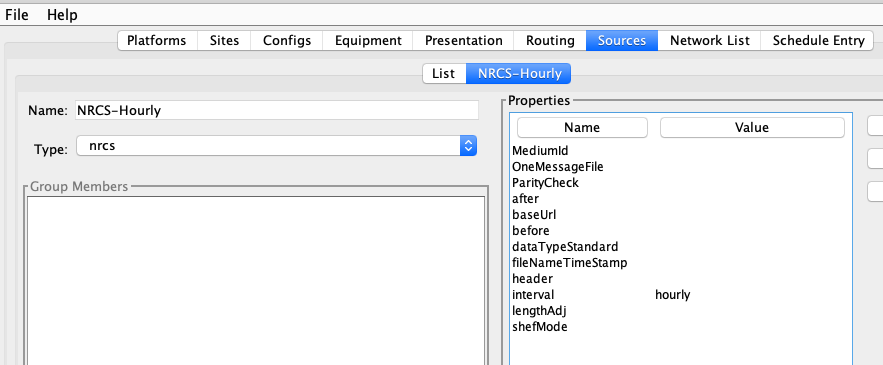 File Help
Platforms Sites Configs Equipment Presentation Routing Sources Network List Schedule Entry
List NRCS-Hourly
Name: NRCS-Hourly
Type: nrcs
Group Members
Properties
Name Value
MediumId
OneMessageFile
ParityCheck
after
baseUrl
before
dataTypeStandard
fileNameTimeStamp
header
interval hourly
lengthAdj
shefMode